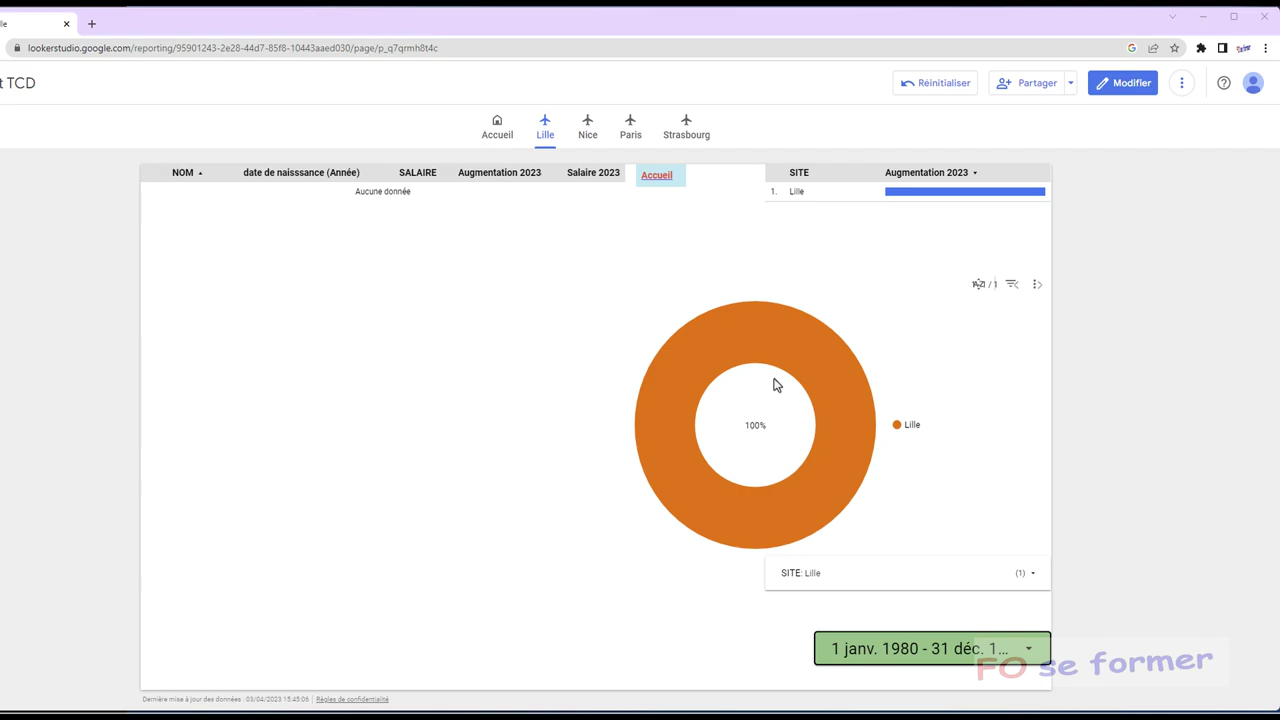 le
lookerstudio.google.com/reporting/95901243-2e28-44d7-85f8-10443aaed030/page/p_q7qrmh8t4c
t TCD
Réinitialiser
Partager
Modifier
Accueil
Lille
Nice
Paris
Strasbourg
NOM
date de naisssance (Année)
SALAIRE
Augmentation 2023
Salaire 2023
Accueil
SITE
Augmentation 2023
Aucune donnée
1.
Lille
100%
Lille
SITE: Lille
(1)
1 janv. 1980 - 31 déc. 1...
FO se former
Dernière mise à jour des données : 03/04/2023 15:45:06
Règles de confidentialité